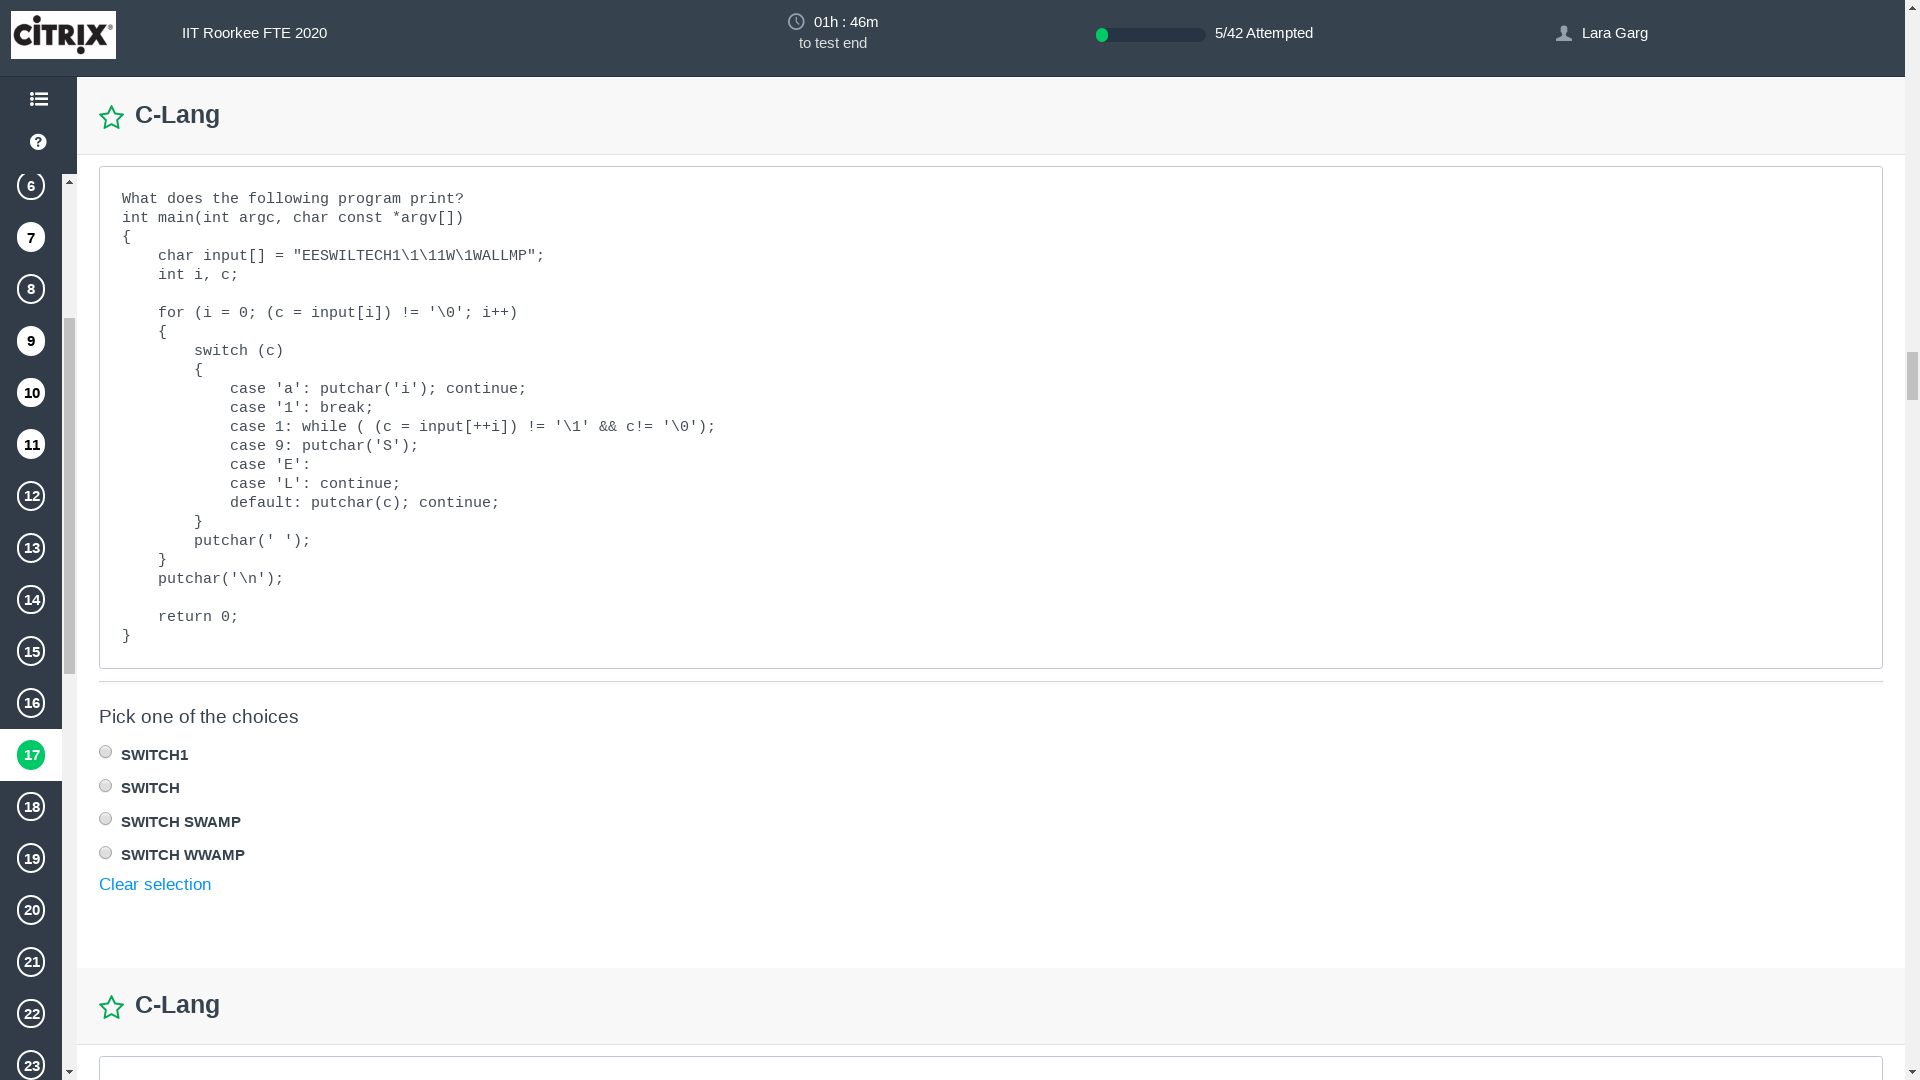 CİTRIX®
IIT Roorkee FTE 2020
01h : 46m
to test end
5/42 Attempted
Lara Garg
C-Lang
6
7
8
9
10
11
12
13
14
15
16
17
18
19
20
21
22
23
What does the following program print?
int main(int argc, char const *argv[])
{
    char input[] = "EESWILTECH1\1\11W\1WALLMP";
    int i, c;
    for (i = 0; (c = input[i]) != '\0'; i++)
    {
        switch (c)
        {
            case 'a': putchar('i'); continue;
            case '1': break;
            case 1: while ( (c = input[++i]) != '\1' && c!= '\0');
            case 9: putchar('S');
            case 'E':
            case 'L': continue;
            default: putchar(c); continue;
        }
        putchar(' ');
    }
    putchar('\n');
    return 0;
}
Pick one of the choices
SWITCH1
SWITCH
SWITCH SWAMP
SWITCH WWAMP
Clear selection
C-Lang